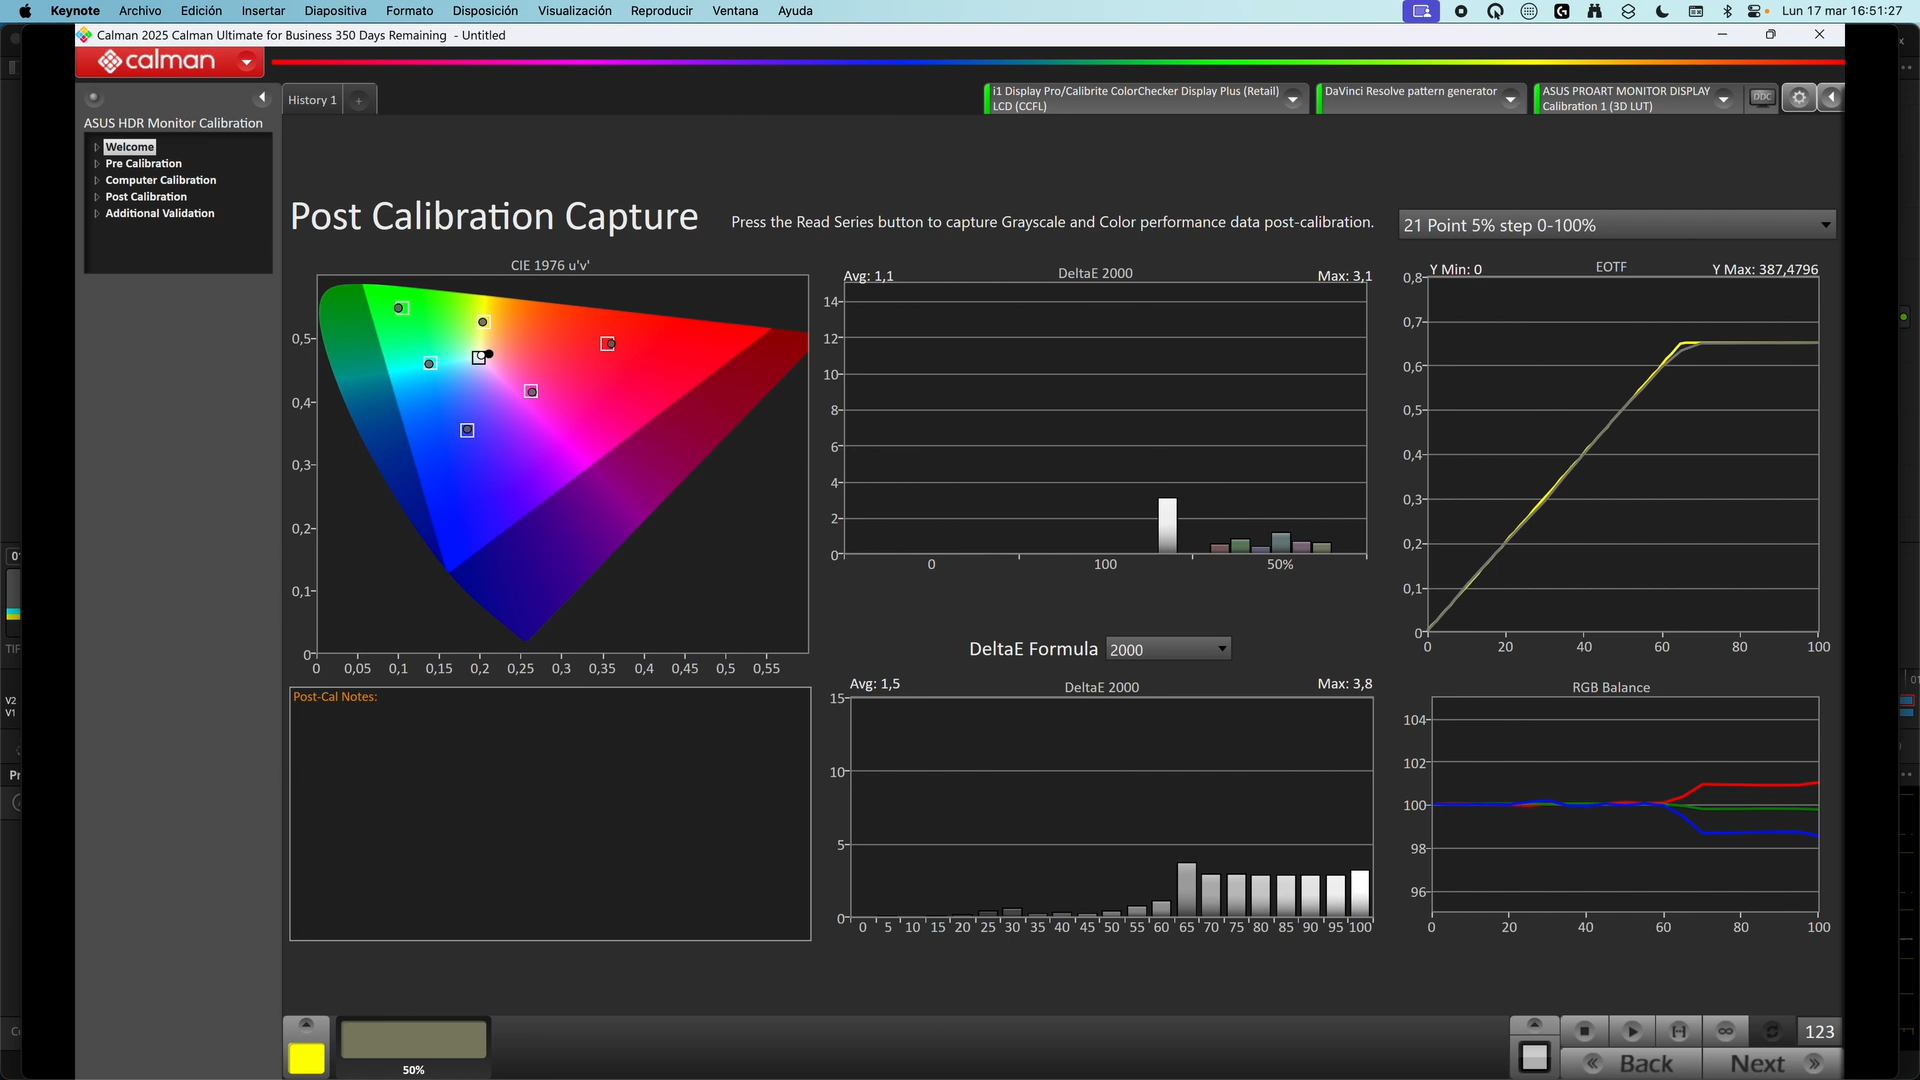 Keynote Archivo Edición Insertar Diapositiva Formato Disposición Visualización Reproducir Ventana Ayuda Lun 17 mar 16:51:27
Calman 2025 Calman Ultimate for Business 350 Days Remaining - Untitled
calman
History 1 +
i1 Display Pro/Calibrite ColorChecker Display Plus (Retail)
LCD (CCFL)
DaVinci Resolve pattern generator
ASUS PROART MONITOR DISPLAY
Calibration 1 (3D LUT)
DDC
ASUS HDR Monitor Calibration
Welcome
Pre Calibration
Computer Calibration
Post Calibration
Additional Validation
Post Calibration Capture
Press the Read Series button to capture Grayscale and Color performance data post-calibration.
21 Point 5% step 0-100%
CIE 1976 u'v'
0,5
0,4
0,3
0,2
0,1
0
0 0,05 0,1 0,15 0,2 0,25 0,3 0,35 0,4 0,45 0,5 0,55
Avg: 1,1 DeltaE 2000 Max: 3,1
14
12
10
8
6
4
2
0
0 100 50%
Y Min: 0 EOTF Y Max: 387,4796
0,8
0,7
0,6
0,5
0,4
0,3
0,2
0,1
0
0 20 40 60 80 100
DeltaE Formula 2000
Post-Cal Notes:
Avg: 1,5 DeltaE 2000 Max: 3,8
15
10
5
0
0 5 10 15 20 25 30 35 40 45 50 55 60 65 70 75 80 85 90 95 100
RGB Balance
104
102
100
98
96
0 20 40 60 80 100
TIF
V2
V1
50%
123
Back
Next